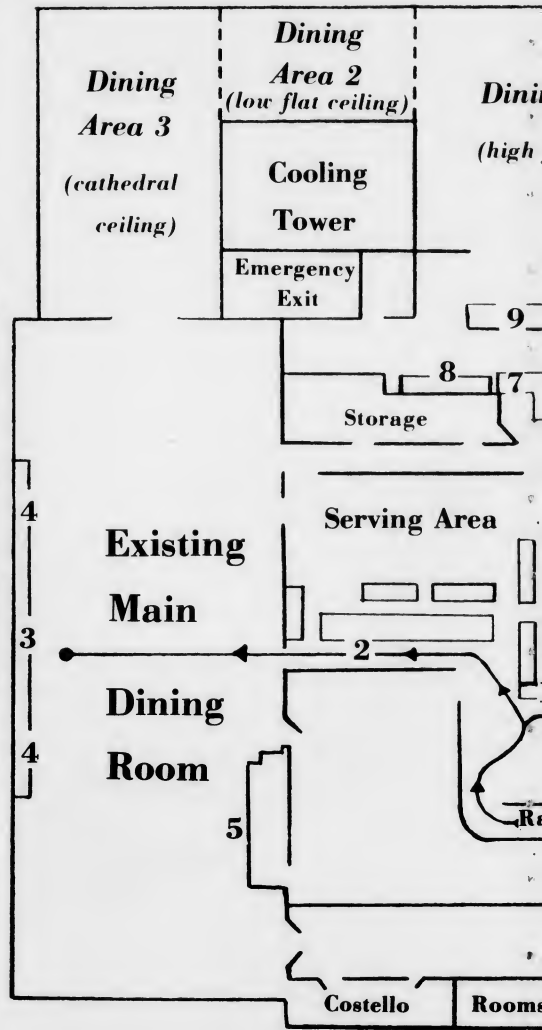 Dining
Area 2
(low flat ceiling)
Dining
Area 3
(cathedral
ceiling)
(high
Cooling
Tower
Emergency
Exit
9
8
7
Storage
4
Serving Area
Existing
Main
3
2
Dining
Room
4
5
Costello
Rooms